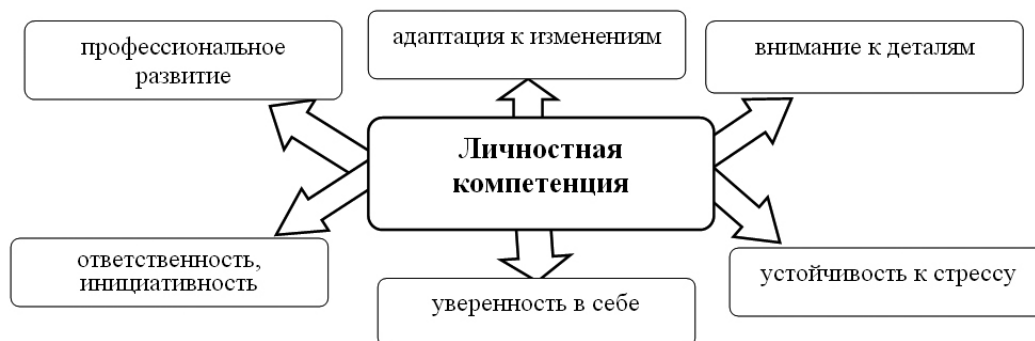 профессиональное
развитие
адаптация к изменениям
внимание к деталям
Личностная
компетенция
ответственность,
инициативность
уверенность в себе
устойчивость к стрессу